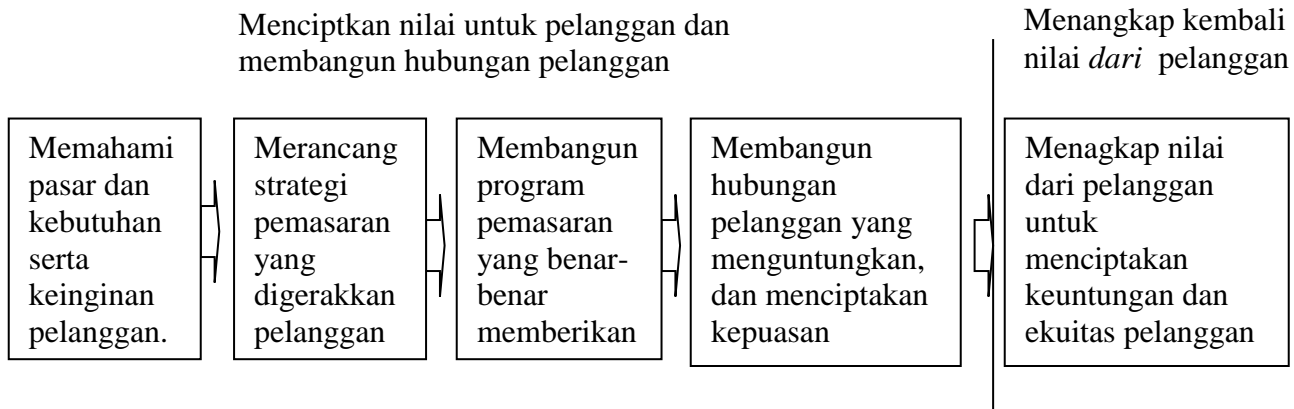 Menciptkan nilai untuk pelanggan dan
membangun hubungan pelanggan
Menangkap kembali
nilai dari pelanggan
Memahami
pasar dan
kebutuhan
serta
keinginan
pelanggan.
Merancang
strategi
pemasaran
yang
digerakkan
pelanggan
Membangun
program
pemasaran
yang benar-
benar
memberikan
Membangun
hubungan
pelanggan yang
menguntungkan,
dan menciptakan
kepuasan
Menagkap nilai
dari pelanggan
untuk
menciptakan
keuntungan dan
ekuitas pelanggan